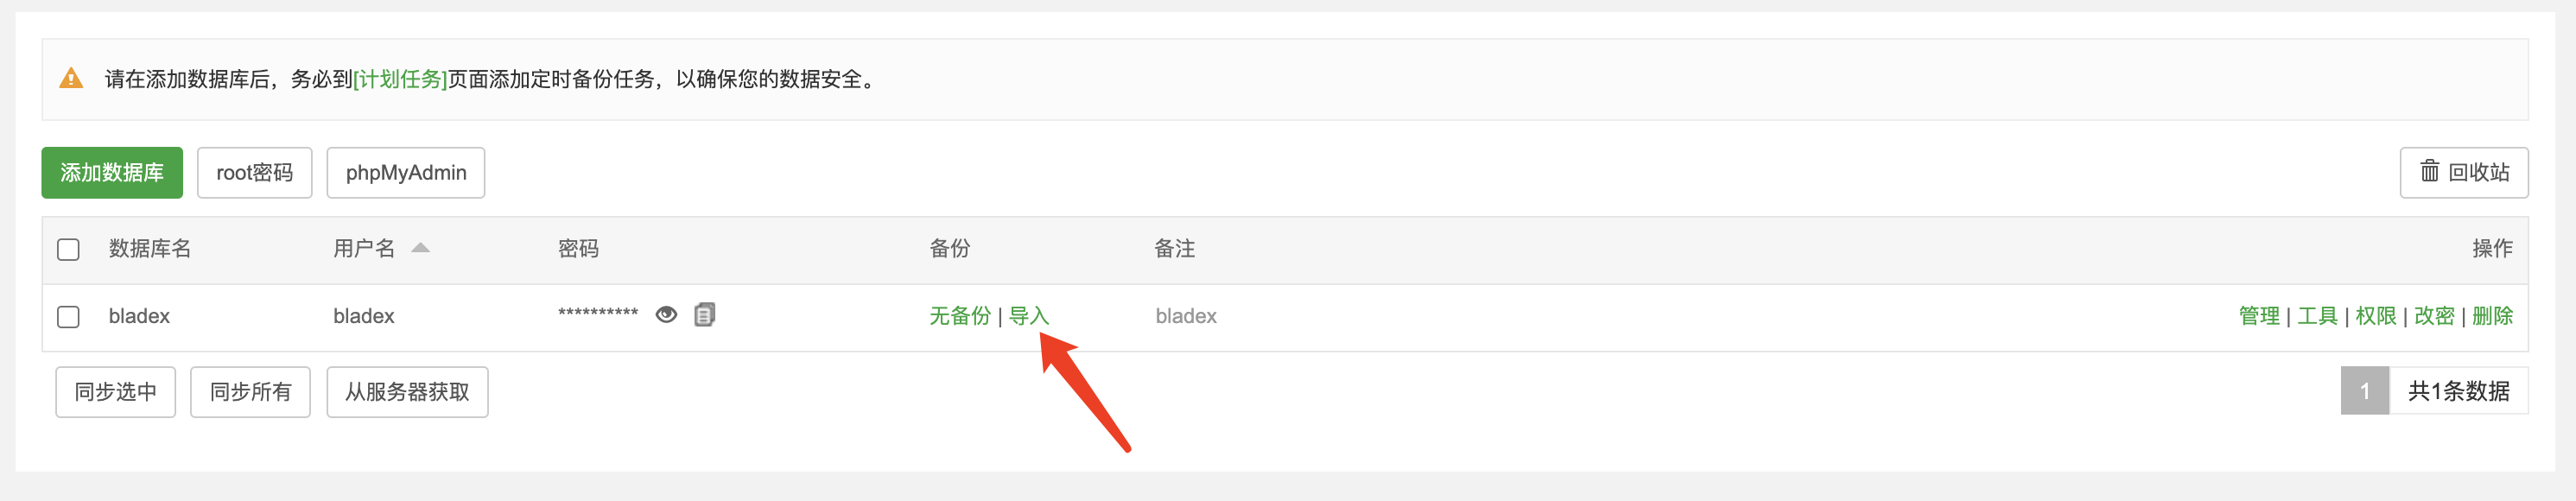 请在添加数据库后，务必到[计划任务]页面添加定时备份任务，以确保您的数据安全。
添加数据库 root密码 phpMyAdmin 回收站
数据库名 用户名 密码 备份 备注 操作
bladex bladex ********** 无备份 | 导入 bladex 管理 | 工具 | 权限 | 改密 | 删除
同步选中 同步所有 从服务器获取 1 共1条数据